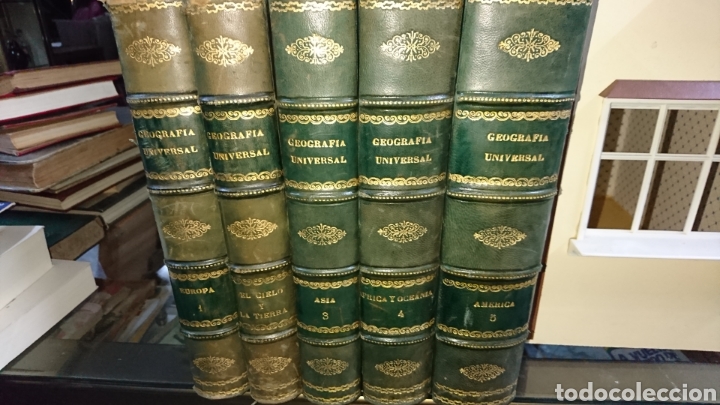 GEOGRAFIA
UNIVERSAL
EUROPA
1
GEOGRAFIA
UNIVERSAL
EL CIELO
Y
LA TIERRA
GEOGRAFIA
UNIVERSAL
ASIA
3
GEOGRAFIA
UNIVERSAL
AFRICA Y OCEANIA
4
GEOGRAFIA
UNIVERSAL
AMERICA
5
todocoleccion.net